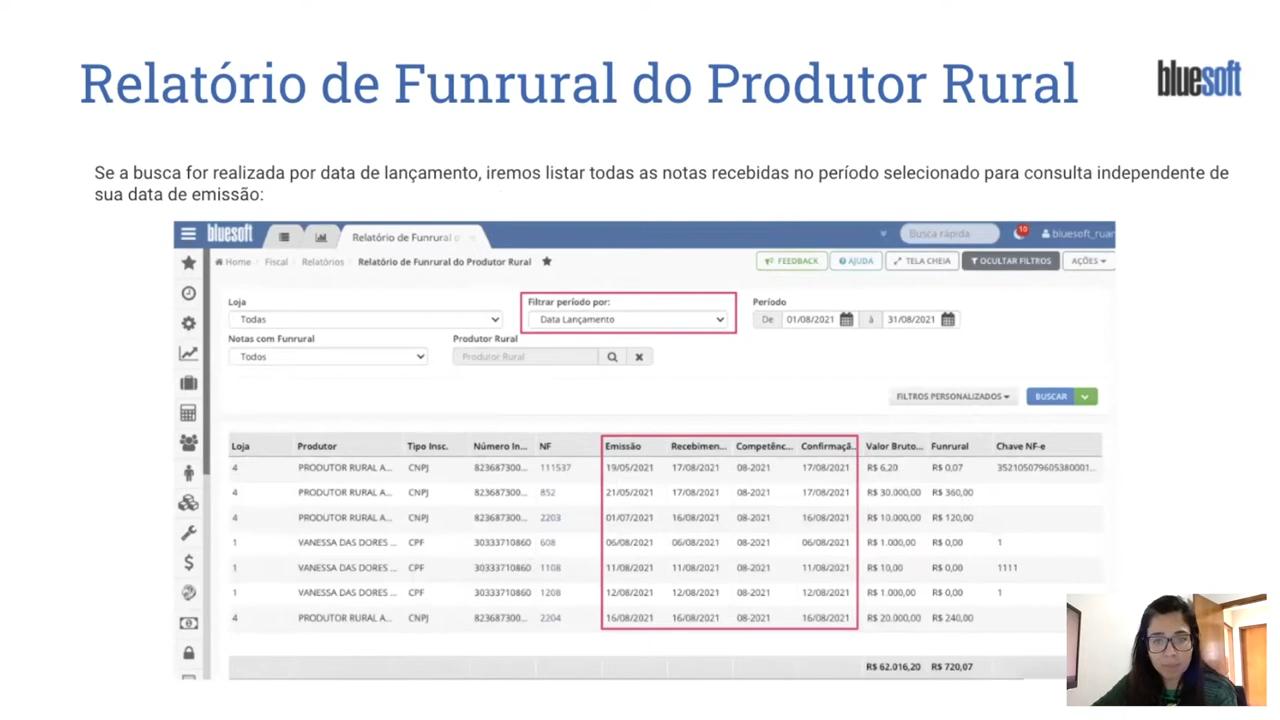 Relatório de Funrural do Produtor Rural
bluesoft
Se a busca for realizada por data de lançamento, iremos listar todas as notas recebidas no período selecionado para consulta independente de
sua data de emissão:
bluesoft Relatório de Funrural Busca rápida 10 bluesoft_ruan
Home Fiscal Relatórios Relatório de Funrural do Produtor Rural FEEDBACK AJUDA TELA CHEIA OCULTAR FILTROS AÇÕES
Loja Filtrar período por: Período
Todas Data Lançamento De 01/08/2021 à 31/08/2021
Notas com Funrural Produtor Rural
Todos Produtor Rural
FILTROS PERSONALIZADOS BUSCAR
Loja Produtor Tipo Insc. Número In... NF Emissão Recebimen... Competênc... Confirmaçã... Valor Bruto... Funrural Chave NF-e
4 PRODUTOR RURAL A... CNPJ 823687300... 111537 19/05/2021 17/08/2021 08-2021 17/08/2021 R$ 6,20 R$ 0,07 352105079605380001...
4 PRODUTOR RURAL A... CNPJ 823687300... 852 21/05/2021 17/08/2021 08-2021 17/08/2021 R$ 30.000,00 R$ 360,00
4 PRODUTOR RURAL A... CNPJ 823687300... 2203 01/07/2021 16/08/2021 08-2021 16/08/2021 R$ 10.000,00 R$ 120,00
1 VANESSA DAS DORES ... CPF 30333710860 608 06/08/2021 06/08/2021 08-2021 06/08/2021 R$ 1.000,00 R$ 0,00 1
1 VANESSA DAS DORES ... CPF 30333710860 1108 11/08/2021 11/08/2021 08-2021 11/08/2021 R$ 10,00 R$ 0,00 1111
1 VANESSA DAS DORES ... CPF 30333710860 1208 12/08/2021 12/08/2021 08-2021 12/08/2021 R$ 1.000,00 R$ 0,00 1
4 PRODUTOR RURAL A... CNPJ 823687300... 2204 16/08/2021 16/08/2021 08-2021 16/08/2021 R$ 20.000,00 R$ 240,00
R$ 62.016,20 R$ 720,07